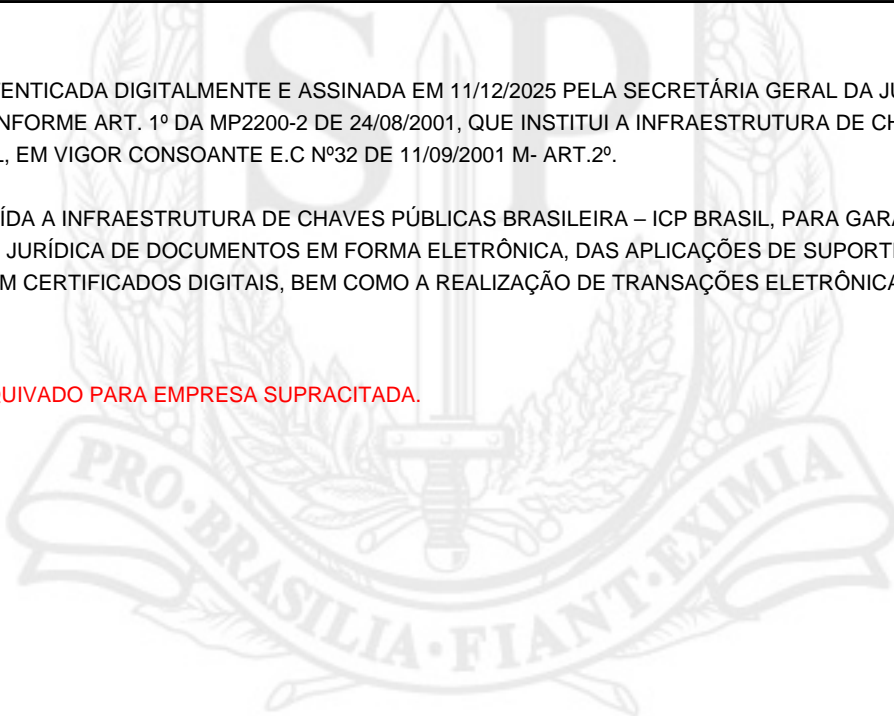 ENTICADA DIGITALMENTE E ASSINADA EM 11/12/2025 PELA SECRETÁRIA GERAL DA JU
NFORME ART. 1º DA MP2200-2 DE 24/08/2001, QUE INSTITUI A INFRAESTRUTURA DE CH
L, EM VIGOR CONSOANTE E.C Nº32 DE 11/09/2001 M- ART.2º.
ÍDA A INFRAESTRUTURA DE CHAVES PÚBLICAS BRASILEIRA – ICP BRASIL, PARA GARA
JURÍDICA DE DOCUMENTOS EM FORMA ELETRÔNICA, DAS APLICAÇÕES DE SUPORTE
M CERTIFICADOS DIGITAIS, BEM COMO A REALIZAÇÃO DE TRANSAÇÕES ELETRÔNICA
QUIVADO PARA EMPRESA SUPRACITADA.
SP
PRO·BRASILIA·FIANT·EXIMIA